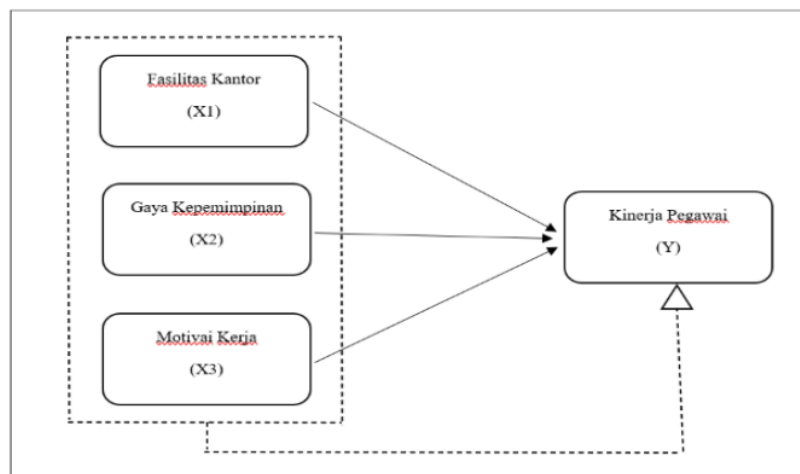 Fasilitas Kantor
(X1)
Gaya Kepemimpinan
(X2)
Motivai Kerja
(X3)
Kinerja Pegawai
(Y)